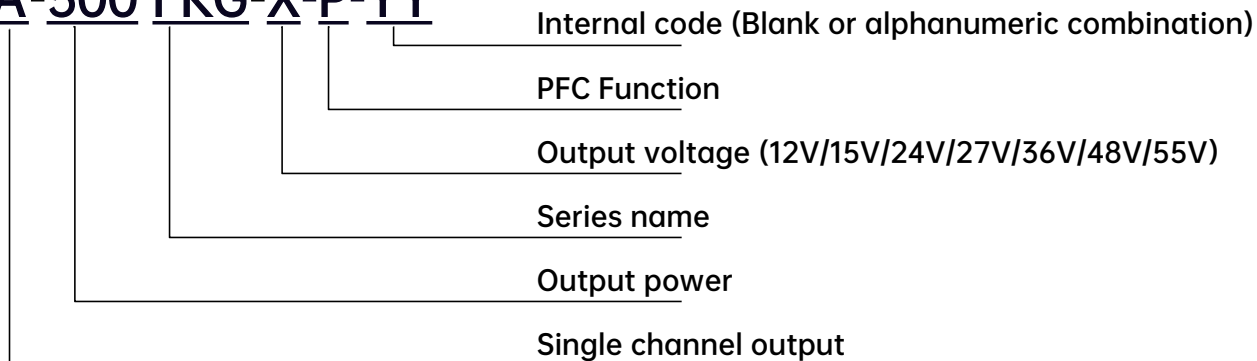 Internal code (Blank or alphanumeric combination)
PFC Function
Output voltage (12V/15V/24V/27V/36V/48V/55V)
Series name
Output power
Single channel output